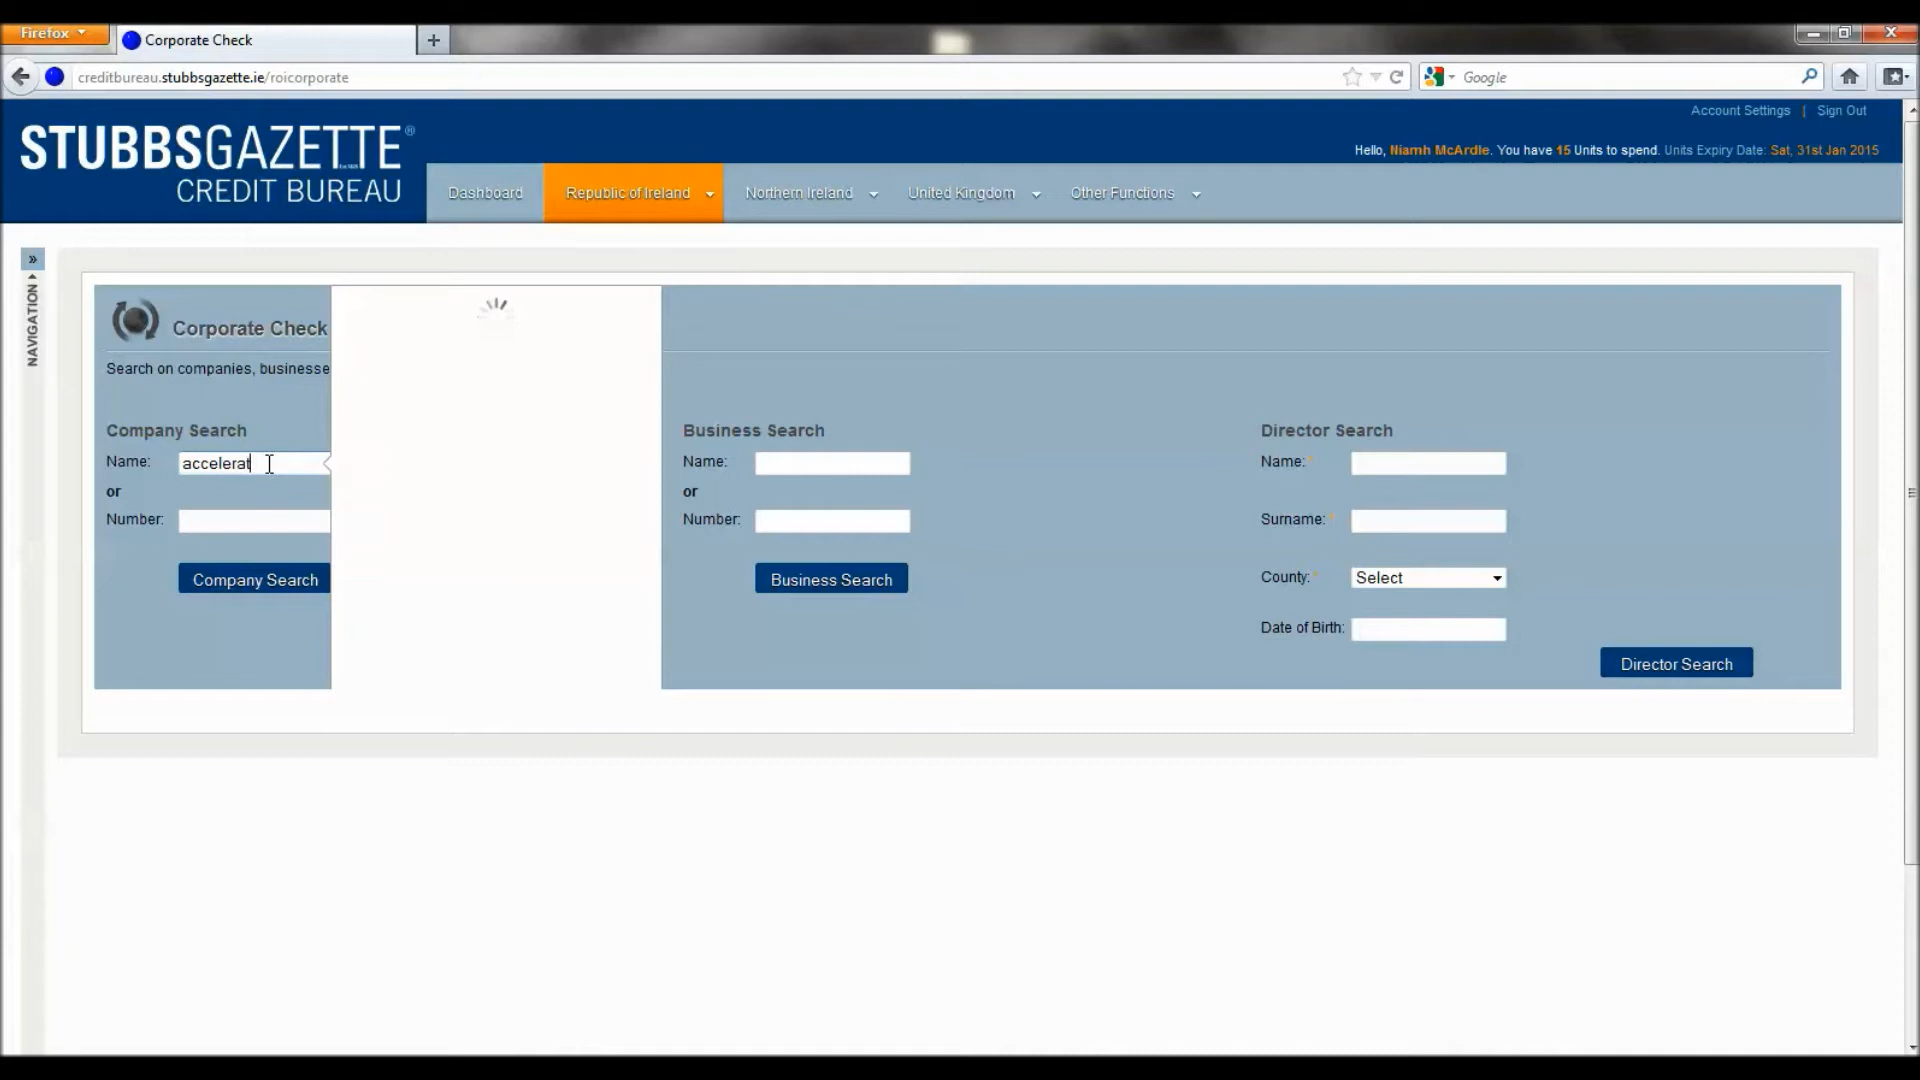 Firefox
Corporate Check
creditbureau.stubbsgazette.ie/roicorporate
Google
Account Settings | Sign Out
STUBBSGAZETTE®
CREDIT BUREAU
Hello, Niamh McArdle. You have 15 Units to spend. Units Expiry Date: Sat, 31st Jan 2015
Dashboard
Republic of Ireland
Northern Ireland
United Kingdom
Other Functions
»
NAVIGATION
Corporate Check
Search on companies, businesse
Company Search
Name: accelerat
or
Number:
Company Search
Business Search
Name:
or
Number:
Business Search
Director Search
Name:*
Surname:*
County:* Select
Date of Birth:
Director Search